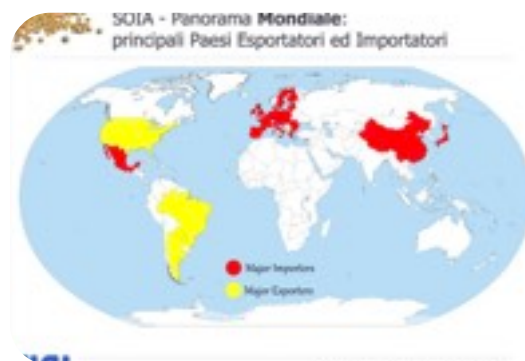 SOIA - Panorama Mondiale:
principali Paesi Esportatori ed Importatori
Major Importers
Major Exporters